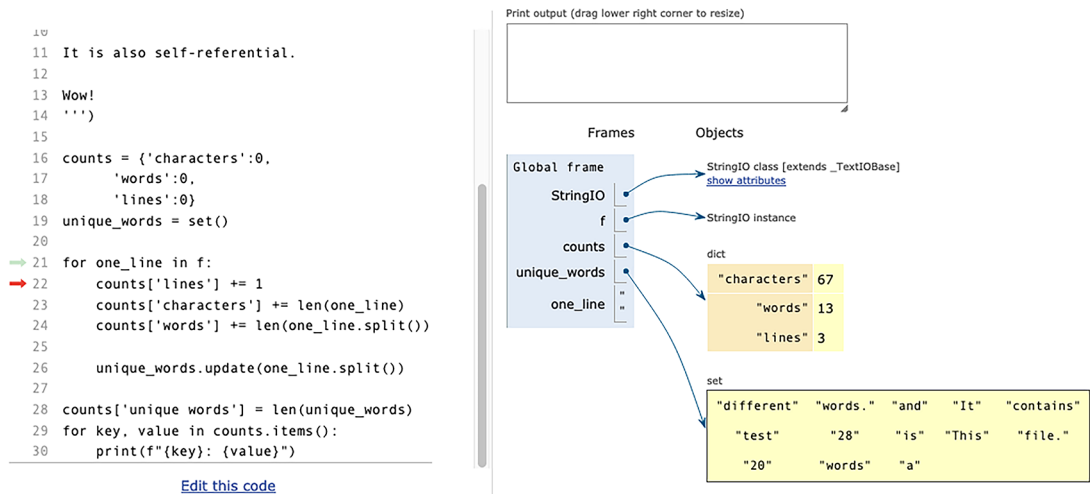 10
11 It is also self-referential.
12
13 Wow!
14 ''')
15
16 counts = {'characters':0,
17 'words':0,
18 'lines':0}
19 unique_words = set()
20
21 for one_line in f:
22 counts['lines'] += 1
23 counts['characters'] += len(one_line)
24 counts['words'] += len(one_line.split())
25
26 unique_words.update(one_line.split())
27
28 counts['unique words'] = len(unique_words)
29 for key, value in counts.items():
30 print(f"{key}: {value}")
Edit this code
Print output (drag lower right corner to resize)
Frames Objects
Global frame
StringIO
f
counts
unique_words
one_line "
"
StringIO class [extends _TextIOBase]
show attributes
StringIO instance
dict
"characters" 67
"words" 13
"lines" 3
set
"different" "words." "and" "It" "contains"
"test" "28" "is" "This" "file."
"20" "words" "a"